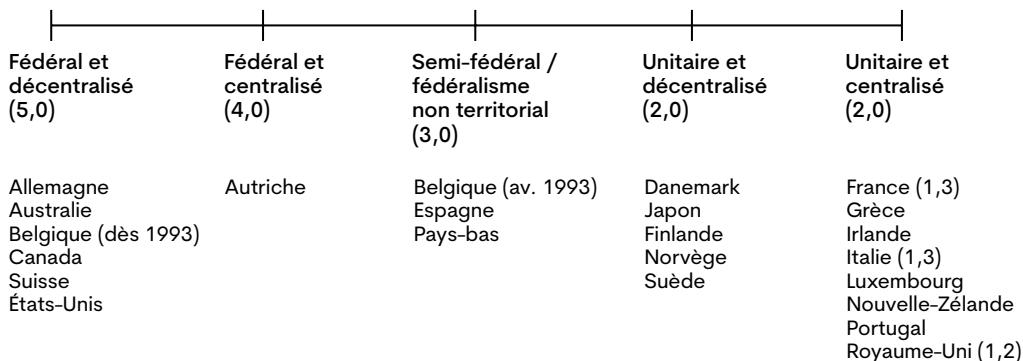 Fédéral et
décentralisé
(5,0)
Fédéral et
centralisé
(4,0)
Semi-fédéral /
fédéralisme
non territorial
(3,0)
Unitaire et
décentralisé
(2,0)
Unitaire et
centralisé
(2,0)
Allemagne
Australie
Belgique (dès 1993)
Canada
Suisse
États-Unis
Autriche
Belgique (av. 1993)
Espagne
Pays-bas
Danemark
Japon
Finlande
Norvège
Suède
France (1,3)
Grèce
Irlande
Italie (1,3)
Luxembourg
Nouvelle-Zélande
Portugal
Royaume-Uni (1,2)